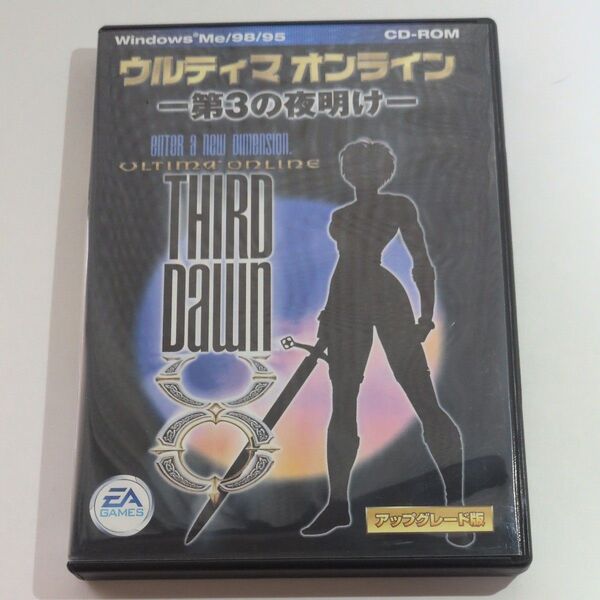 Windows®Me/98/95 CD-ROM
ウルティマ オンライン
―第3の夜明け―
enter a new dimension.
ULTIMA ONLINE
THIRD
Dawn
EA
GAMES
アップグレード版